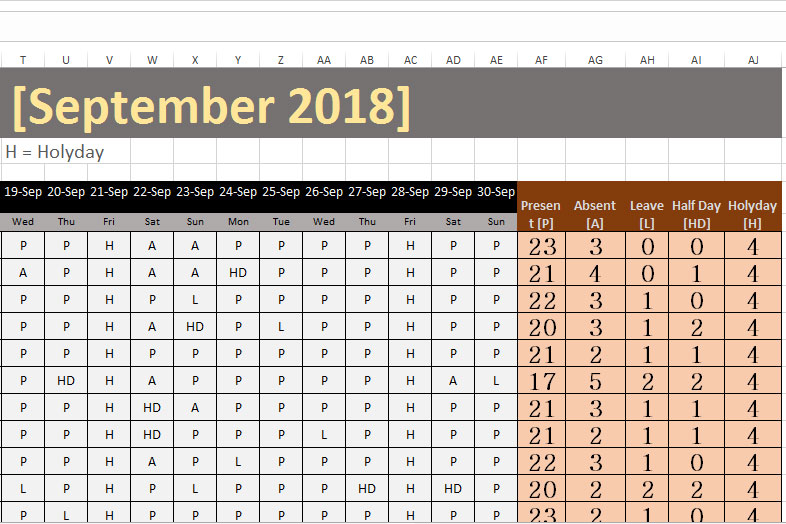 T U V W X Y Z AA AB AC AD AE AF AG AH AI AJ
[September 2018]
H = Holyday
19-Sep 20-Sep 21-Sep 22-Sep 23-Sep 24-Sep 25-Sep 26-Sep 27-Sep 28-Sep 29-Sep 30-Sep Presen Absent Leave Half Day Holyday
Wed Thu Fri Sat Sun Mon Tue Wed Thu Fri Sat Sun t [P] [A] [L] [HD] [H]
P P H A A P P P P H P P 23 3 0 0 4
A P H A A HD P P P H P P 21 4 0 1 4
P P H P L P P P P H P P 22 3 1 0 4
P P H A HD P L P P H P P 20 3 1 2 4
P P H P P P P P P H P P 21 2 1 1 4
P HD H A P P P P P H A L 17 5 2 2 4
P P H HD A P P P P H P P 21 3 1 1 4
P P H HD P P P L P H P P 21 2 1 1 4
P P H A P L P P P H P P 22 3 1 0 4
L P H P L P P P HD H HD P 20 2 2 2 4
P L H P P P P P P H P P 23 2 1 0 4